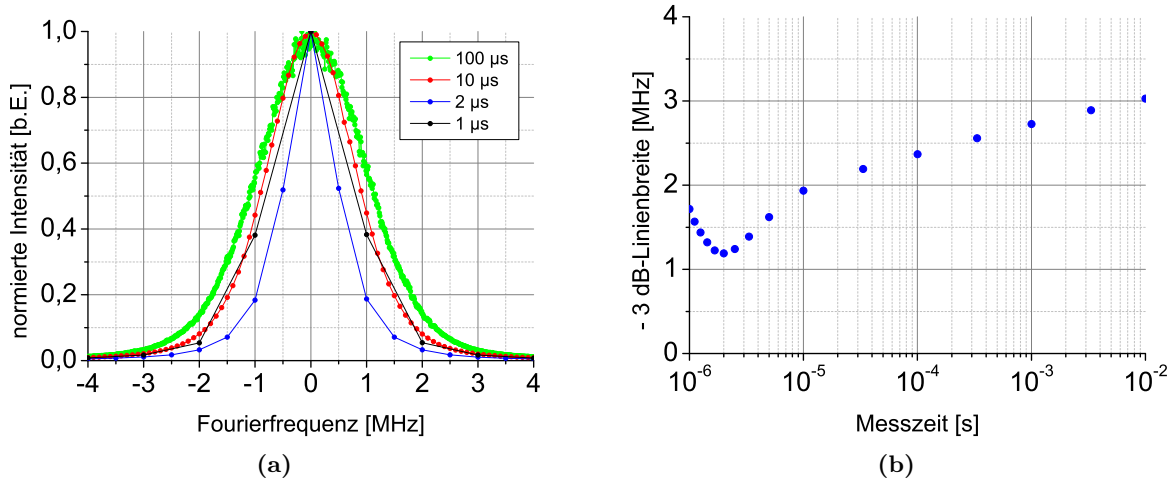 normierte Intensität [b.E.]
1,0
0,8
0,6
0,4
0,2
0,0
-4 -3 -2 -1 0 1 2 3 4
Fourierfrequenz [MHz]
100 µs
10 µs
2 µs
1 µs
(a)
- 3 dB-Linienbreite [MHz]
4
3
2
1
0
10-6 10-5 10-4 10-3 10-2
Messzeit [s]
(b)